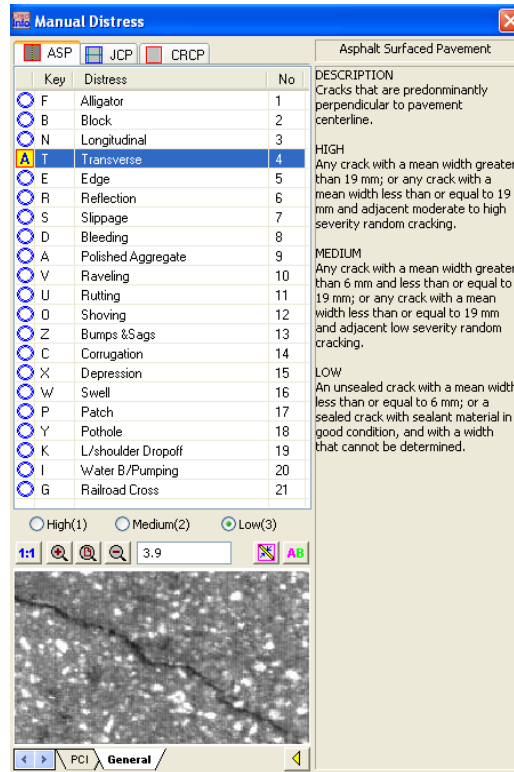 Info Manual Distress
ASP JCP CRCP
Key Distress No
F Alligator 1
B Block 2
N Longitudinal 3
A T Transverse 4
E Edge 5
R Reflection 6
S Slippage 7
D Bleeding 8
A Polished Aggregate 9
V Raveling 10
U Rutting 11
O Shoving 12
Z Bumps &Sags 13
C Corrugation 14
X Depression 15
W Swell 16
P Patch 17
Y Pothole 18
K L/shoulder Dropoff 19
I Water B/Pumping 20
G Railroad Cross 21
High(1) Medium(2) Low(3)
1:1 3.9 AB
PCI General
Asphalt Surfaced Pavement
DESCRIPTION
Cracks that are predonminantly
perpendicular to pavement
centerline.
HIGH
Any crack with a mean width greater
than 19 mm; or any crack with a
mean width less than or equal to 19
mm and adjacent moderate to high
severity random cracking.
MEDIUM
Any crack with a mean width greater
than 6 mm and less than or equal to
19 mm; or any crack with a mean
width less than or equal to 19 mm
and adjacent low severity random
cracking.
LOW
An unsealed crack with a mean width
less than or equal to 6 mm; or a
sealed crack with sealant material in
good condition, and with a width
that cannot be determined.